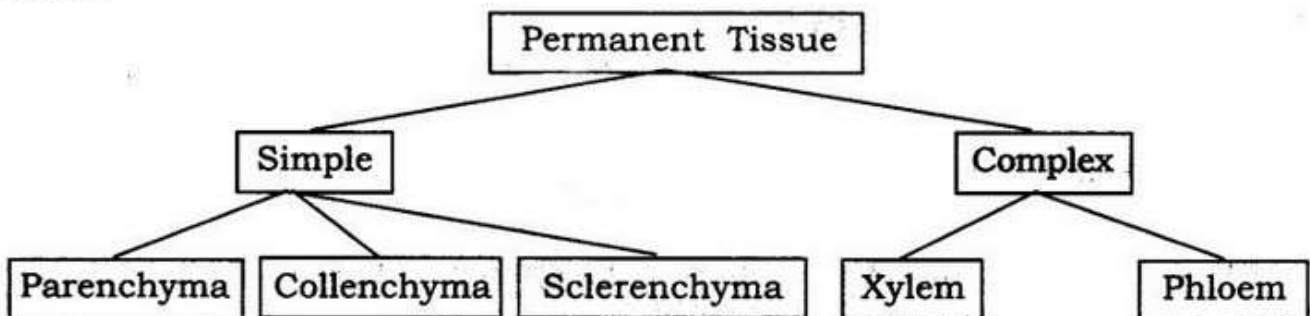 Permanent Tissue
Simple Complex
Parenchyma Collenchyma Sclerenchyma Xylem Phloem